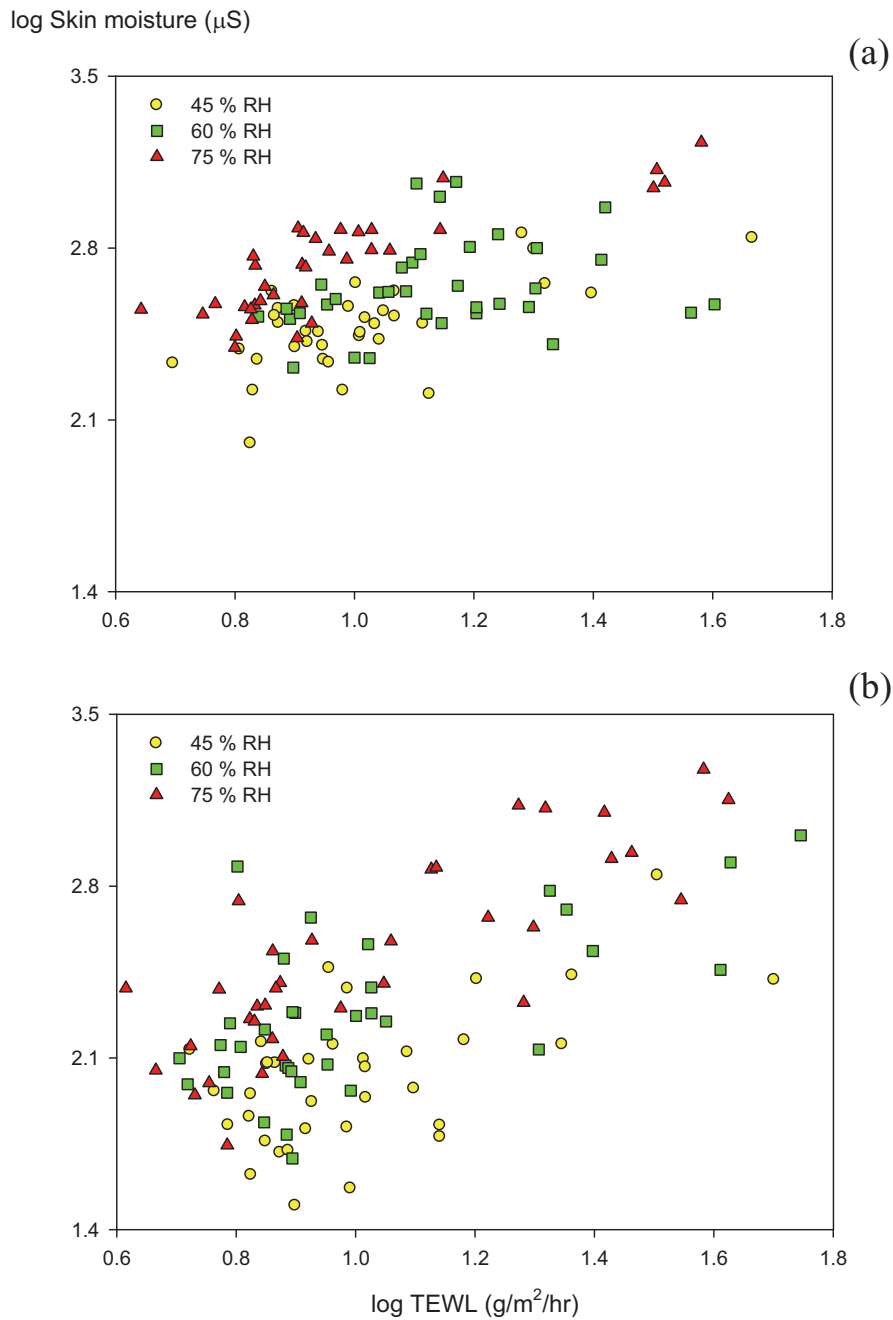 log Skin moisture (μS)
(a)
3.5
45 % RH
60 % RH
75 % RH
2.8
2.1
1.4
0.6 0.8 1.0 1.2 1.4 1.6 1.8
(b)
3.5
45 % RH
60 % RH
75 % RH
2.8
2.1
1.4
0.6 0.8 1.0 1.2 1.4 1.6 1.8
log TEWL (g/m²/hr)